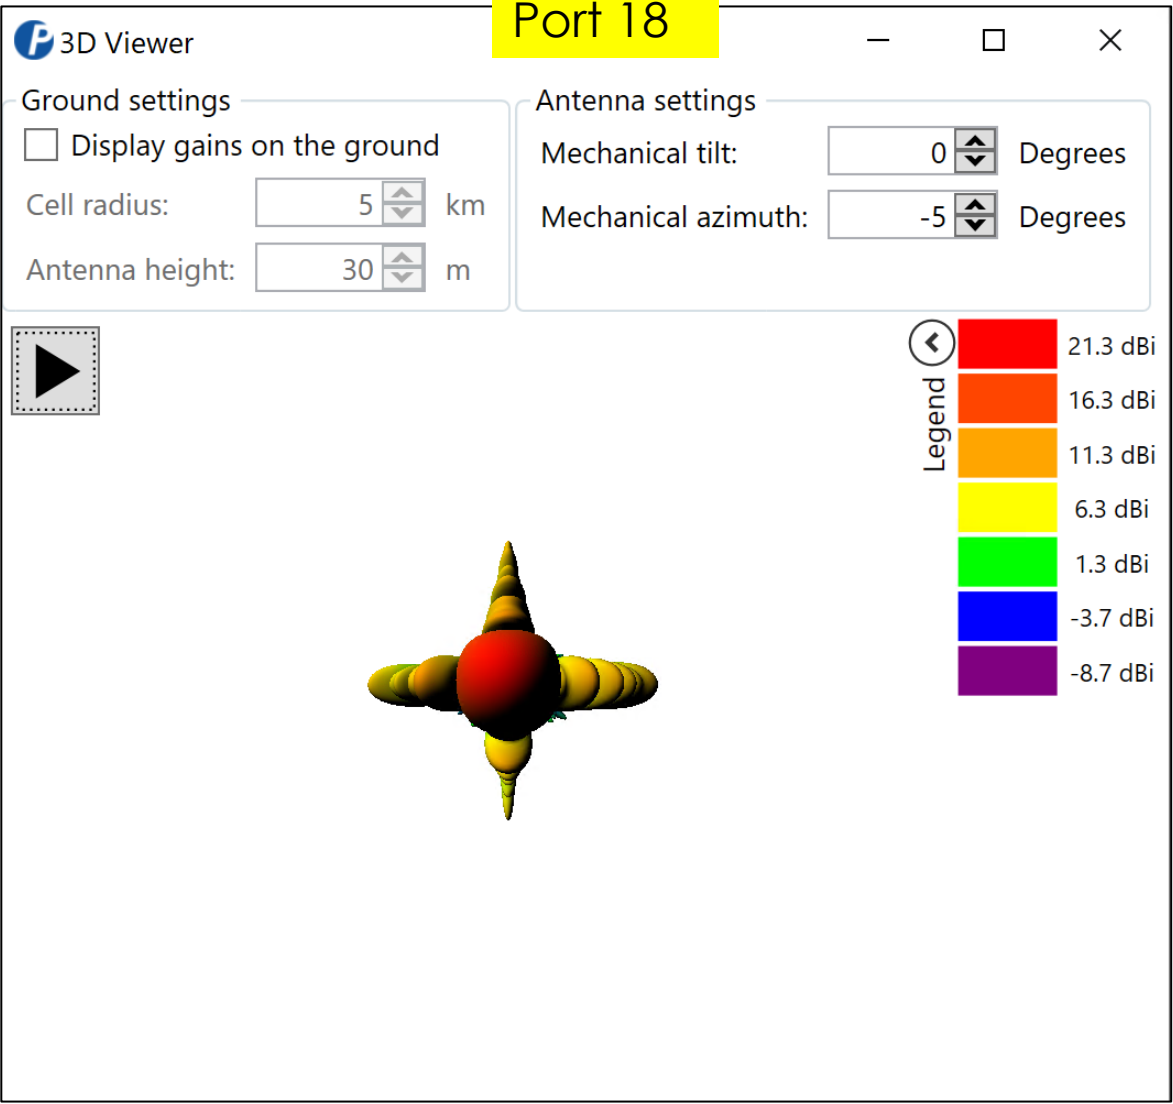 Port 18
3D Viewer
Ground settings
Display gains on the ground
Cell radius: 5 km
Antenna height: 30 m
Antenna settings
Mechanical tilt: 0 Degrees
Mechanical azimuth: -5 Degrees
Legend
21.3 dBi
16.3 dBi
11.3 dBi
6.3 dBi
1.3 dBi
-3.7 dBi
-8.7 dBi